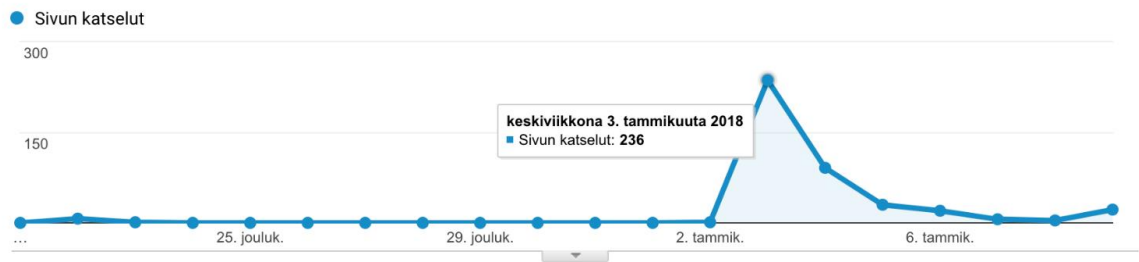 Sivun katselut
300
keskiviikkona 3. tammikuuta 2018
Sivun katselut: 236
150
...
25. jouluk.
29. jouluk.
2. tammik.
6. tammik.